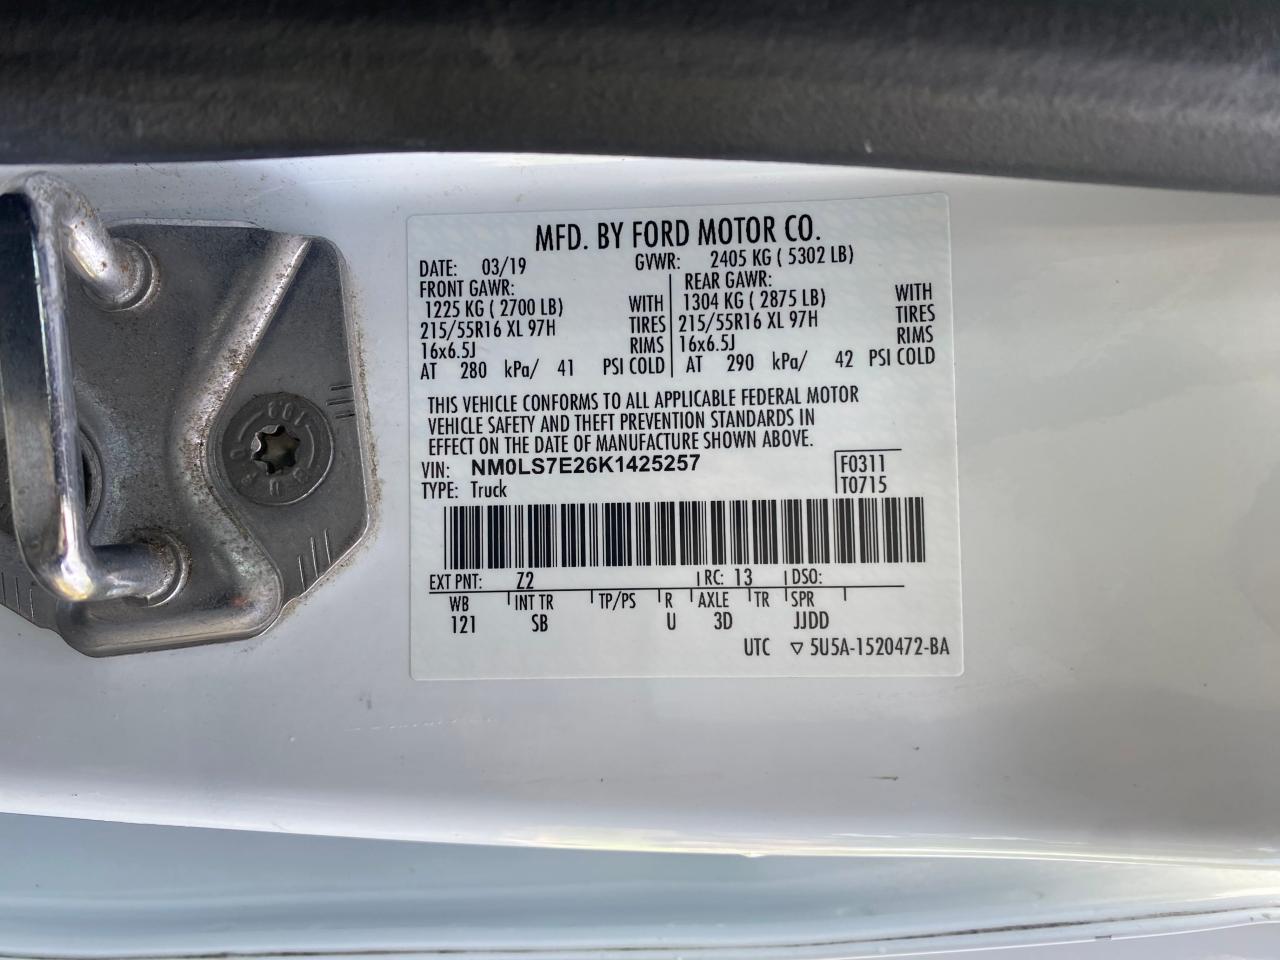 MFD. BY FORD MOTOR CO.
DATE: 03/19 GVWR: 2405 KG ( 5302 LB)
FRONT GAWR: REAR GAWR:
1225 KG ( 2700 LB) WITH 1304 KG ( 2875 LB) WITH
215/55R16 XL 97H TIRES 215/55R16 XL 97H TIRES
16x6.5J RIMS 16x6.5J RIMS
AT 280 kPa/ 41 PSI COLD AT 290 kPa/ 42 PSI COLD
THIS VEHICLE CONFORMS TO ALL APPLICABLE FEDERAL MOTOR
VEHICLE SAFETY AND THEFT PREVENTION STANDARDS IN
EFFECT ON THE DATE OF MANUFACTURE SHOWN ABOVE.
VIN: NM0LS7E26K1425257 F0311
TYPE: Truck T0715
EXT PNT: Z2 RC: 13 DSO:
WB INT TR TP/PS R AXLE TR SPR
121 SB U 3D JJDD
UTC ▽ 5U5A-1520472-BA